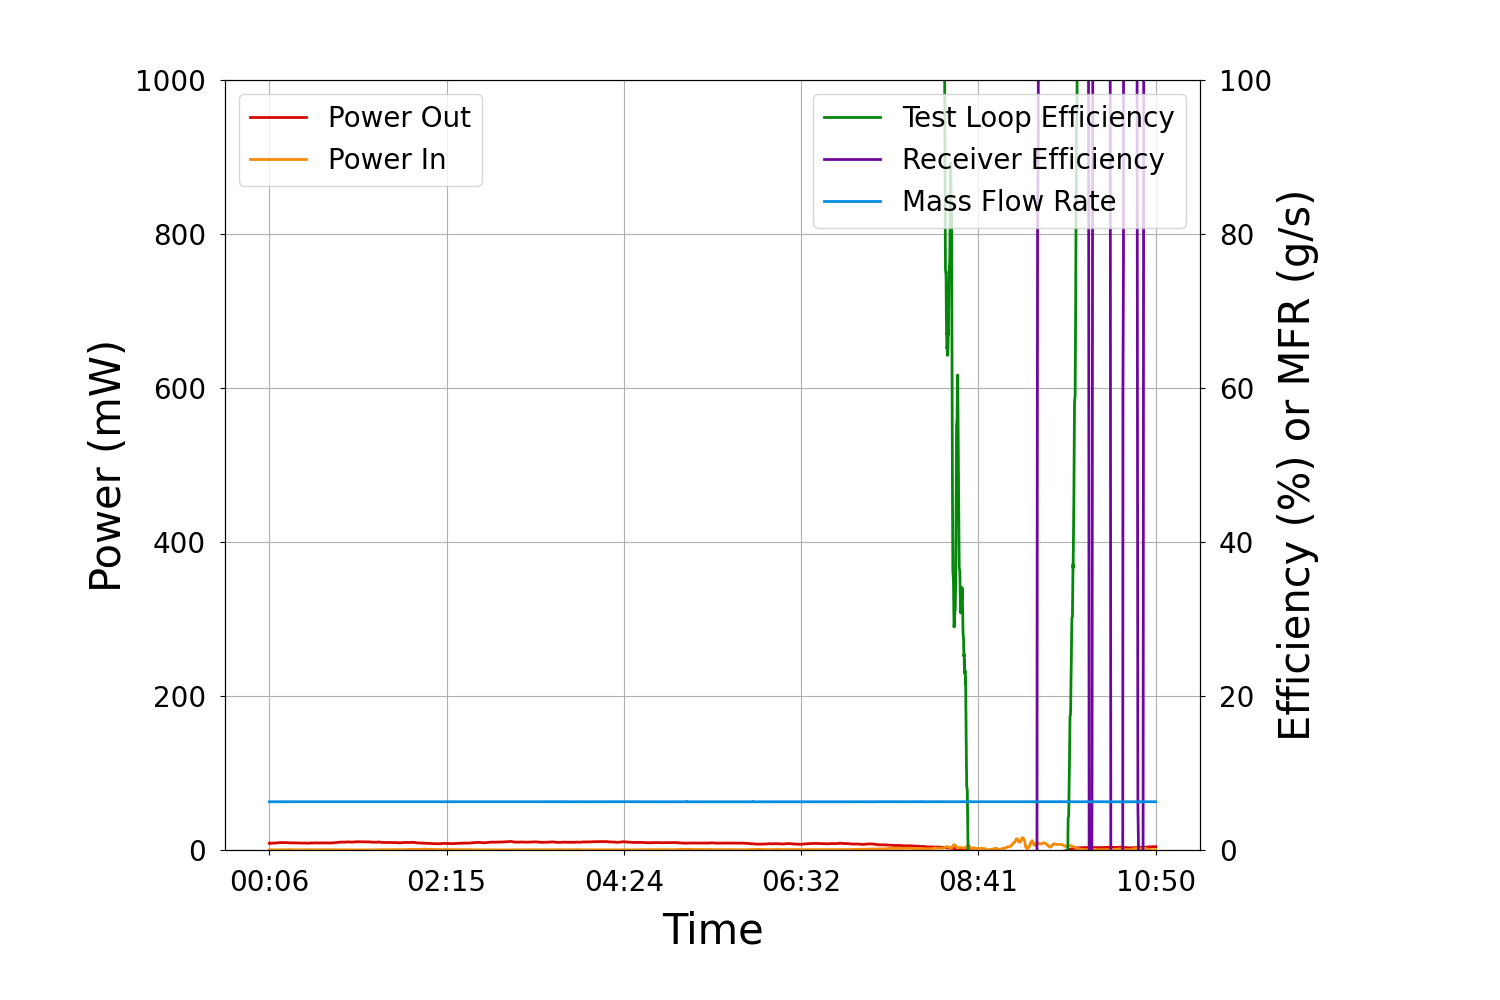 1000
800
600
400
200
0
Power (mW)
Power Out
Power In
Test Loop Efficiency
Receiver Efficiency
Mass Flow Rate
100
80
60
40
20
0
Efficiency (%) or MFR (g/s)
00:06 02:15 04:24 06:32 08:41 10:50
Time